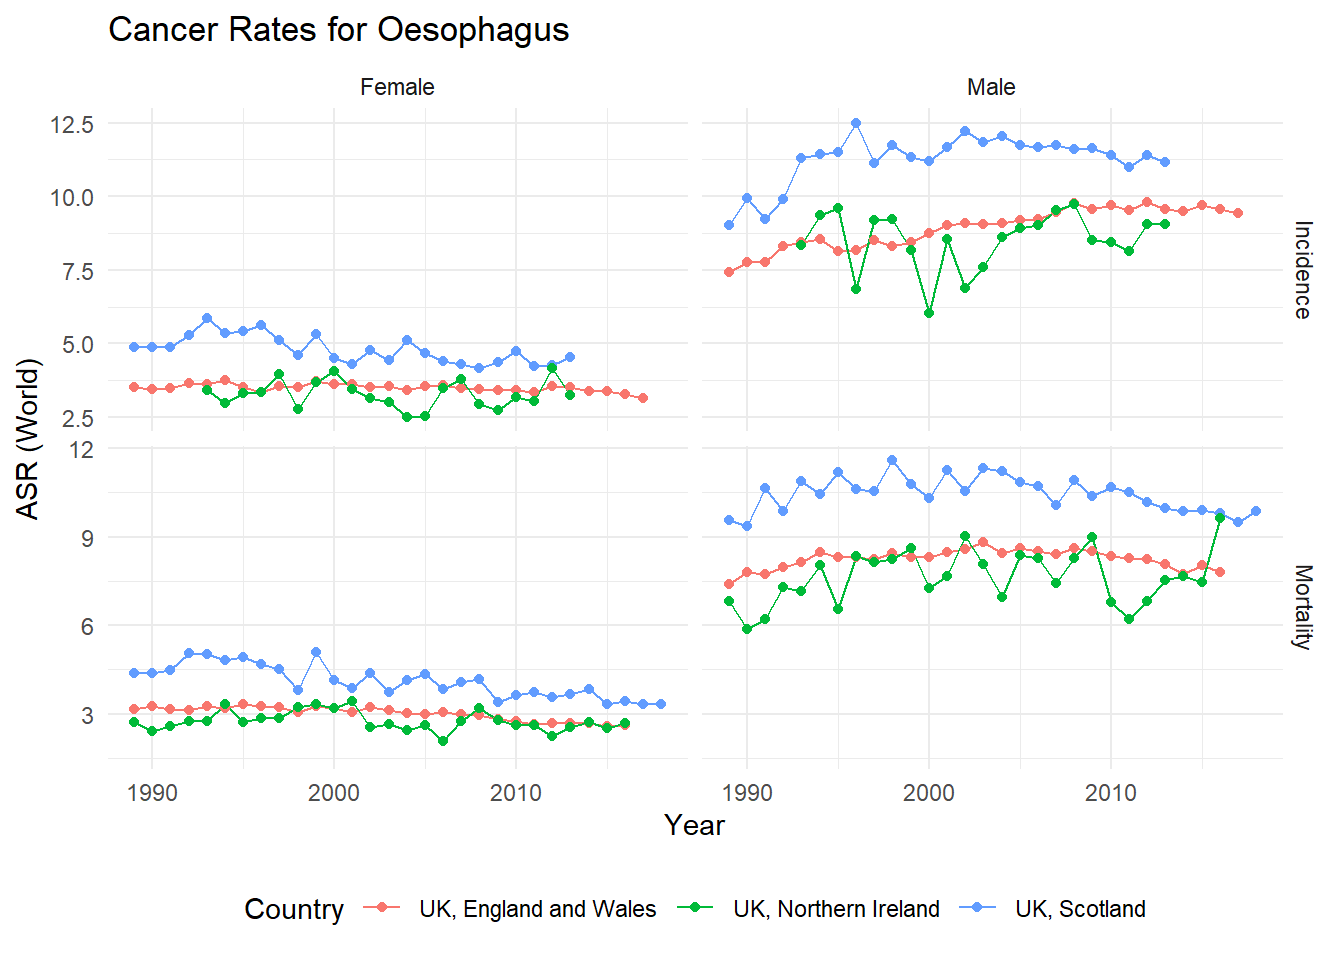 Cancer Rates for Oesophagus
Female
Male
12.5
10.0
7.5
5.0
2.5
Incidence
12
9
6
3
Mortality
ASR (World)
1990
2000
2010
1990
2000
2010
Year
Country
UK, England and Wales
UK, Northern Ireland
UK, Scotland